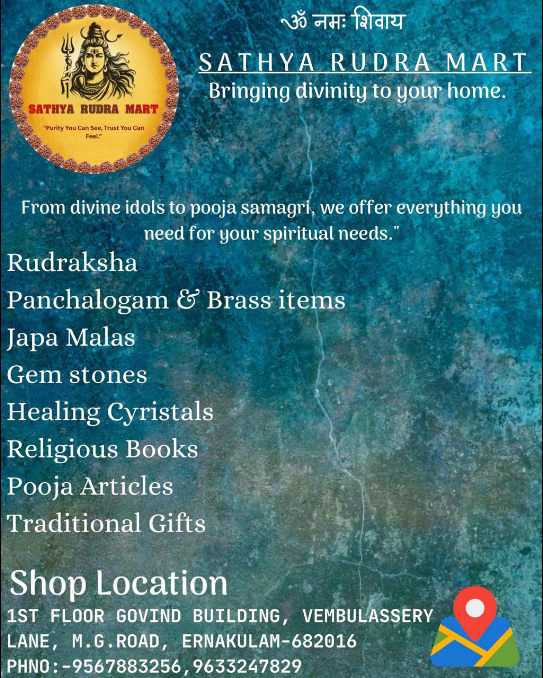 ॐ नमः शिवाय
SATHYA RUDRA MART
Bringing divinity to your home.
SATHYA RUDRA MART
"Purity You Can See, Trust You Can
Feel."
From divine idols to pooja samagri, we offer everything you
need for your spiritual needs."
Rudraksha
Panchalogam & Brass items
Japa Malas
Gem stones
Healing Cyristals
Religious Books
Pooja Articles
Traditional Gifts
Shop Location
1ST FLOOR GOVIND BUILDING, VEMBULASSERY
LANE, M.G.ROAD, ERNAKULAM-682016
PHNO:-9567883256,9633247829